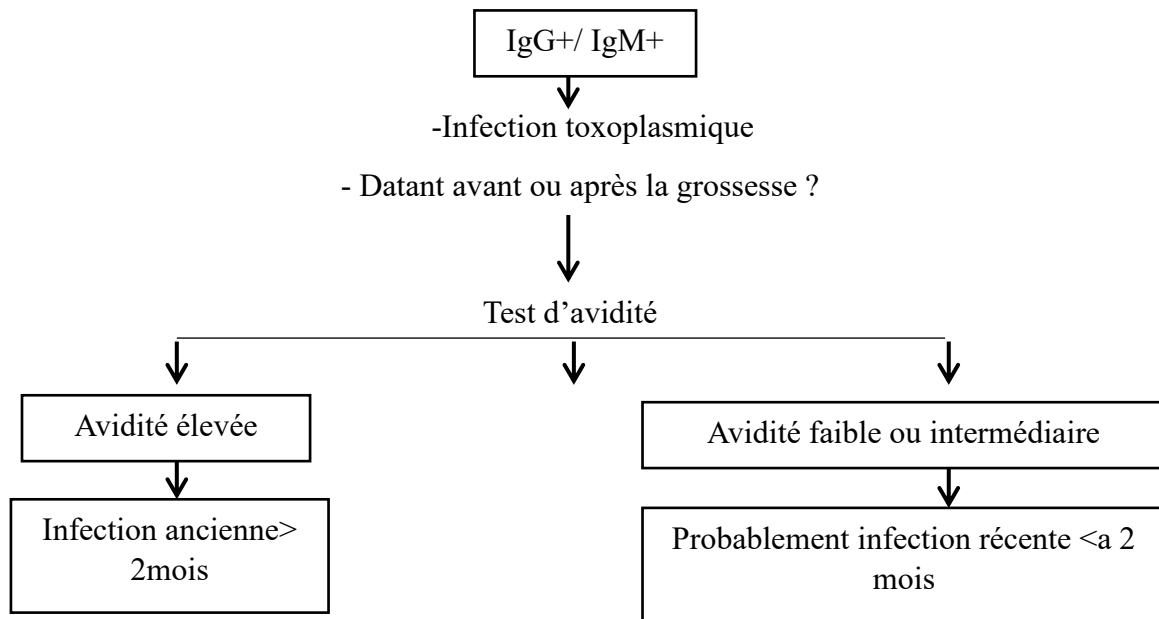 IgG+/ IgM+
-Infection toxoplasmique
- Datant avant ou après la grossesse ?
Test d’avidité
Avidité élevée
Avidité faible ou intermédiaire
Infection ancienne>
2mois
Probablement infection récente <a 2
mois